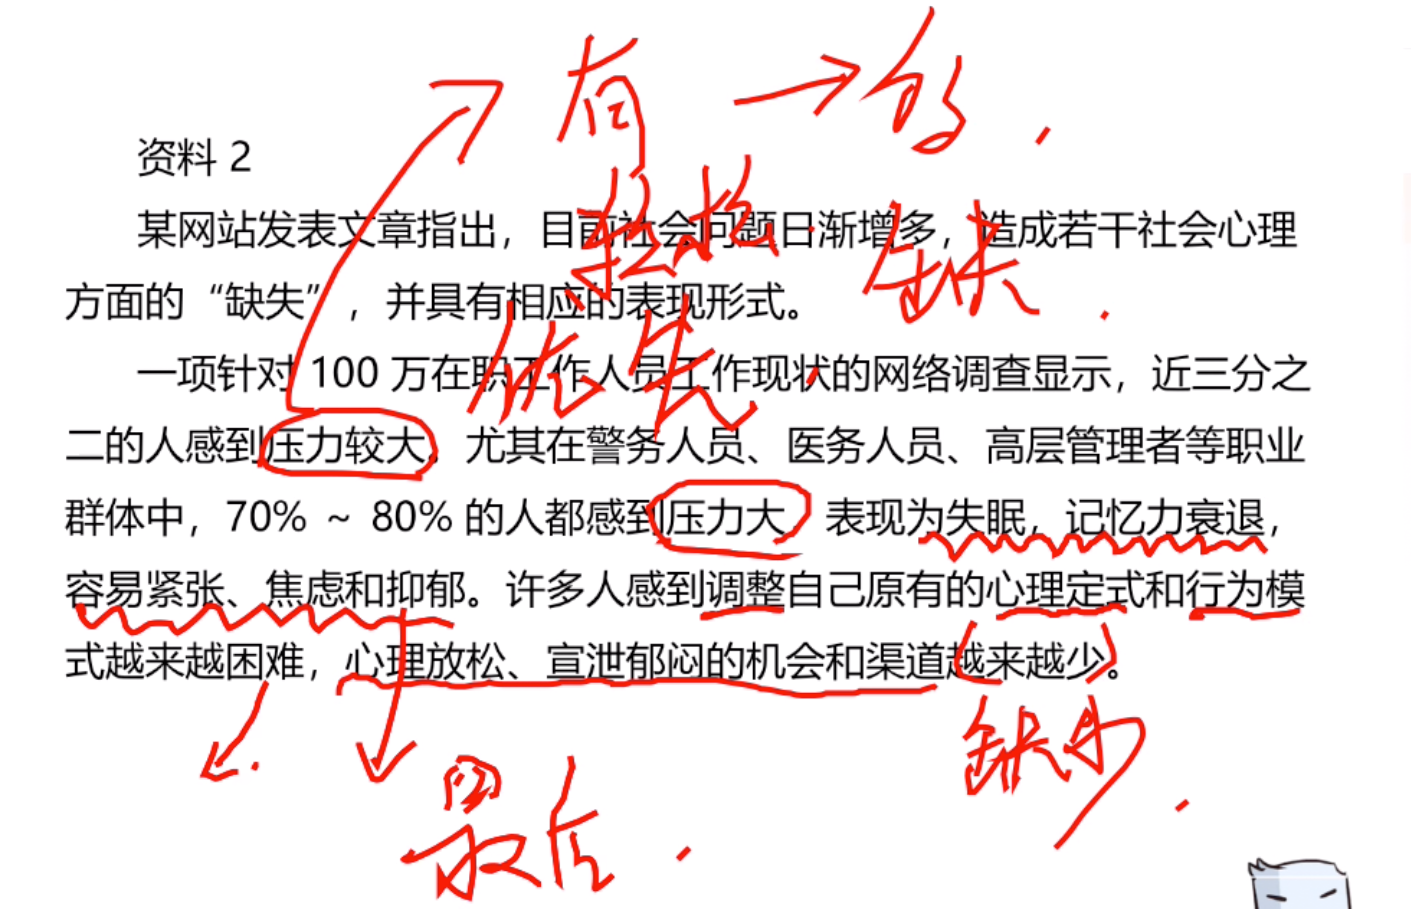 有 → 的
资料 2
某网站发表文章指出，目前社会问题日渐增多，造成若干社会心理
轻松
缺失
方面的“缺失”，并具有相应的表现形式。
优失
一项针对 100 万在职工作人员工作现状的网络调查显示，近三分之
二的人感到压力较大，尤其在警务人员、医务人员、高层管理者等职业
群体中，70% ~ 80% 的人都感到压力大，表现为失眠，记忆力衰退，
容易紧张、焦虑和抑郁。许多人感到调整自己原有的心理定式和行为模
式越来越困难，心理放松、宣泄郁闷的机会和渠道越来越少。
缺少
最后